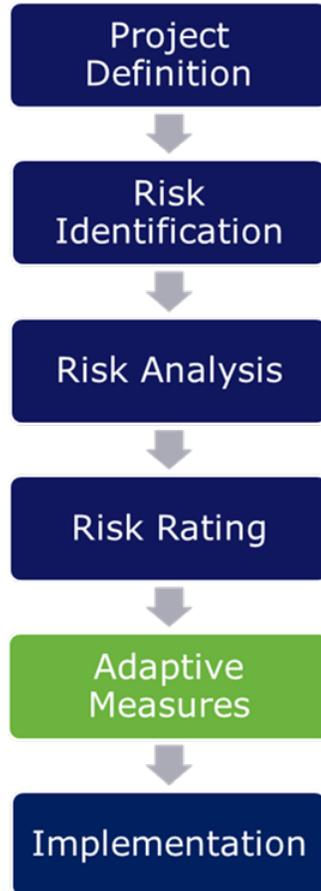 Project
Definition
Risk
Identification
Risk Analysis
Risk Rating
Adaptive
Measures
Implementation